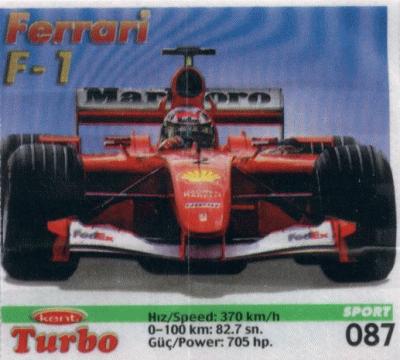 Ferrari
F-1
Marlboro
PIRELLI
FedEx
FedEx
kent
Turbo
Hız/Speed: 370 km/h
0-100 km: 82.7 sn.
Güç/Power: 705 hp.
SPORT
087